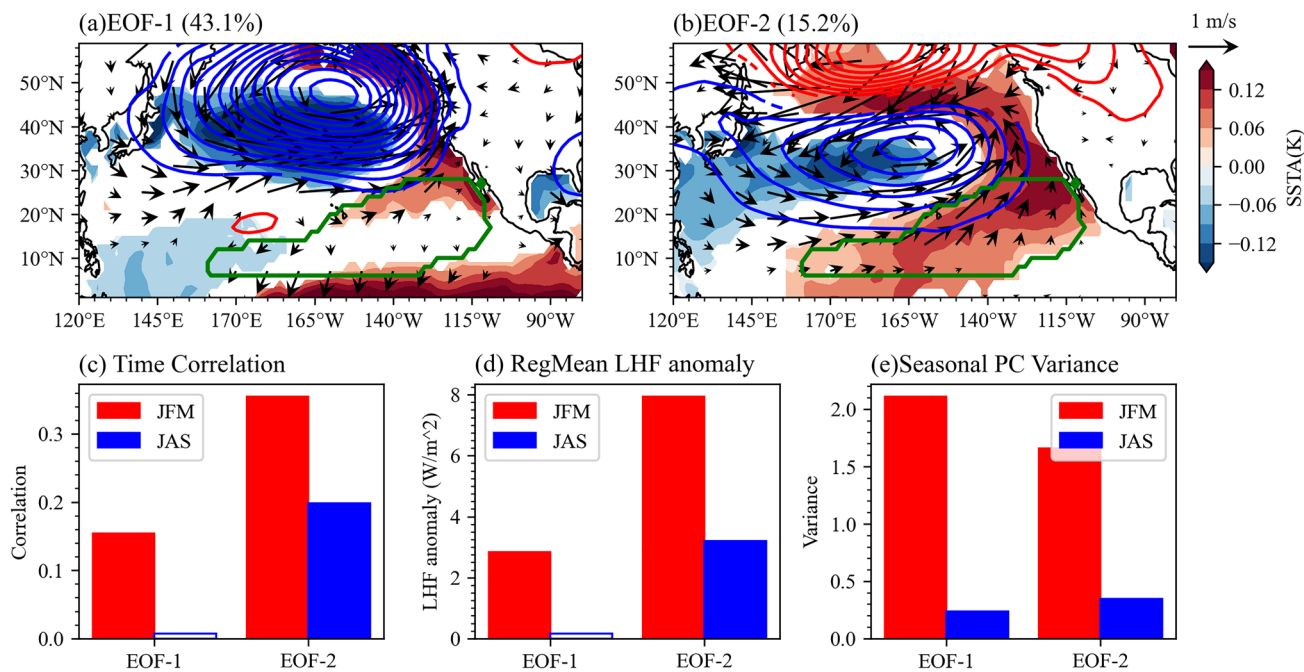 (a)EOF-1 (43.1%)
(b)EOF-2 (15.2%)
1 m/s
50°N
40°N
30°N
20°N
10°N
120°E 145°E 170°E 165°W 140°W 115°W 90°W
50°N
40°N
30°N
20°N
10°N
120°E 145°E 170°E 165°W 140°W 115°W 90°W
0.12
0.06
0.00
−0.06
−0.12
SSTA(K)
(c) Time Correlation
JFM
JAS
0.3
0.2
0.1
0.0
Correlation
EOF-1 EOF-2
(d) RegMean LHF anomaly
JFM
JAS
8
6
4
2
0
LHF anomaly (W/m^2)
EOF-1 EOF-2
(e)Seasonal PC Variance
JFM
JAS
2.0
1.5
1.0
0.5
0.0
Variance
EOF-1 EOF-2